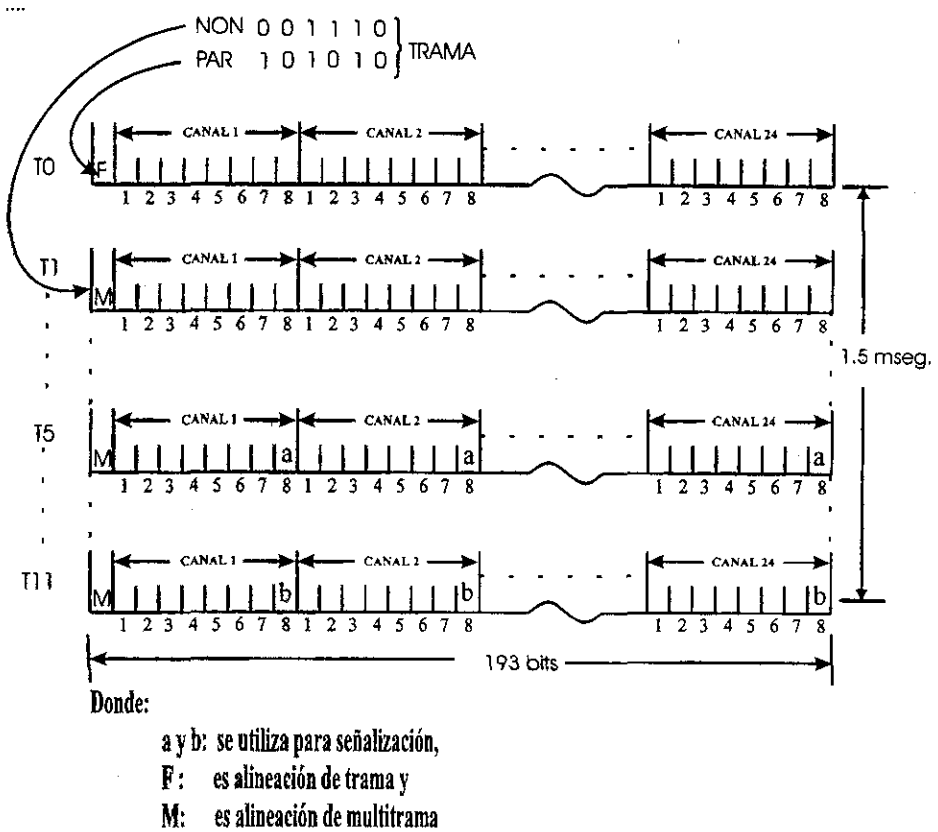 ....
NON 0 0 1 1 1 0
PAR 1 0 1 0 1 0
TRAMA
CANAL 1 CANAL 2 CANAL 24
T0 F
1 2 3 4 5 6 7 8 1 2 3 4 5 6 7 8 1 2 3 4 5 6 7 8
CANAL 1 CANAL 2 CANAL 24
T1 M
1 2 3 4 5 6 7 8 1 2 3 4 5 6 7 8 1 2 3 4 5 6 7 8
1.5 mseg.
CANAL 1 CANAL 2 CANAL 24
T5 M a a a
1 2 3 4 5 6 7 8 1 2 3 4 5 6 7 8 1 2 3 4 5 6 7 8
CANAL 1 CANAL 2 CANAL 24
T11 M b b b
1 2 3 4 5 6 7 8 1 2 3 4 5 6 7 8 1 2 3 4 5 6 7 8
193 bits
Donde:
a y b: se utiliza para señalización,
F : es alineación de trama y
M: es alineación de multitrama